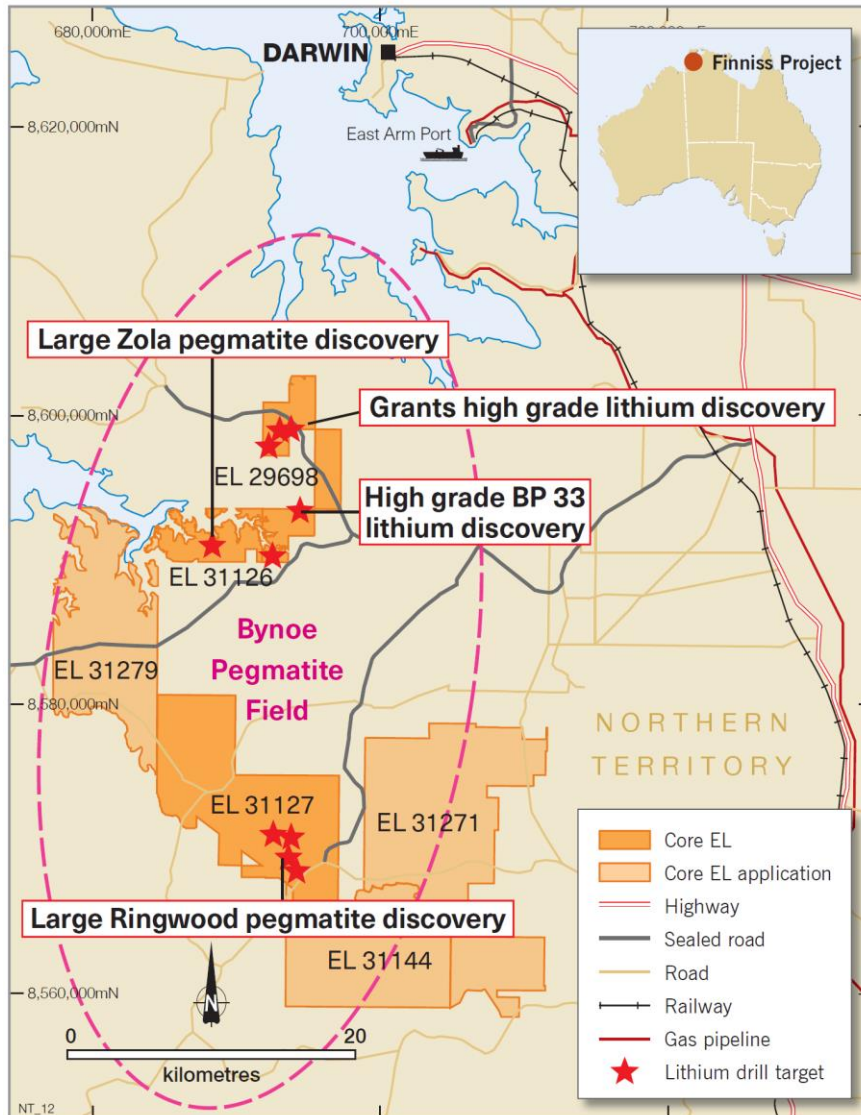 680,000mE
700,000mE
DARWIN
Finniss Project
8,620,000mN
East Arm Port
Large Zola pegmatite discovery
8,600,000mN
Grants high grade lithium discovery
EL 29698
High grade BP 33
lithium discovery
EL 31126
Bynoe
Pegmatite
Field
EL 31279
8,580,000mN
NORTHERN
TERRITORY
EL 31127
EL 31271
Large Ringwood pegmatite discovery
EL 31144
8,560,000mN
N
0
20
kilometres
NT_12
Core EL
Core EL application
Highway
Sealed road
Road
Railway
Gas pipeline
Lithium drill target